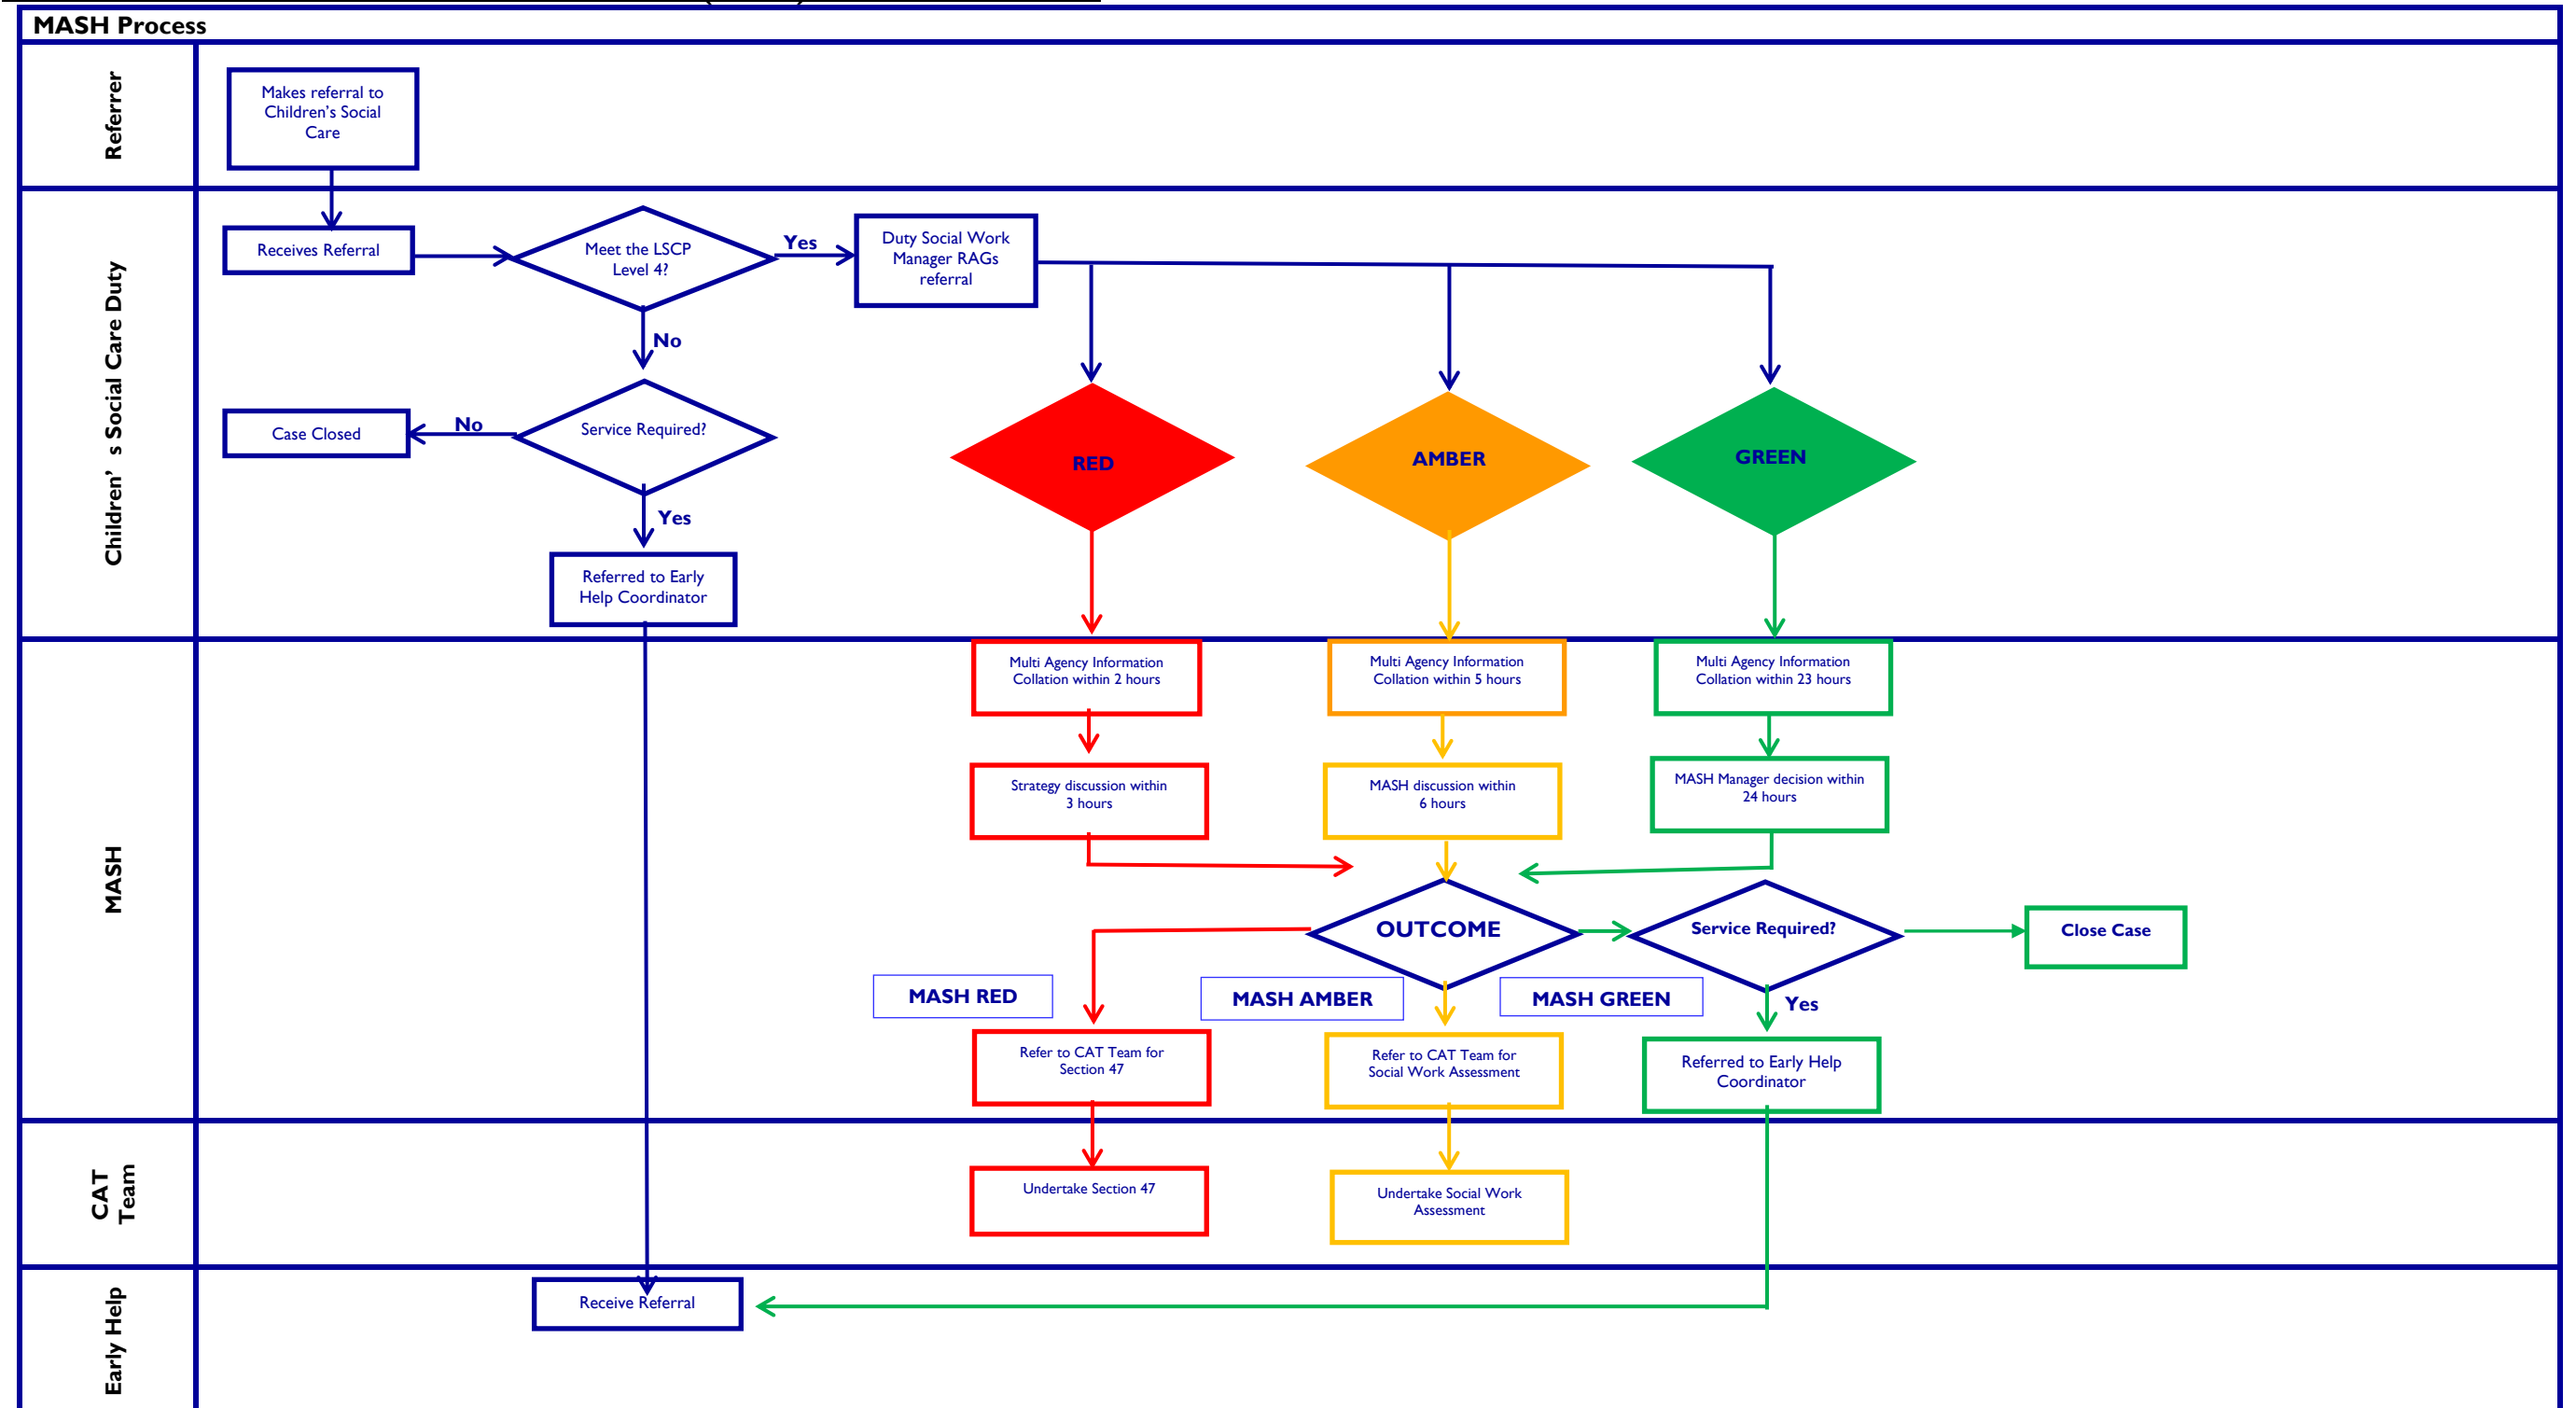 MASH Process
Referrer
Makes referral to
Children's Social
Care
Children’ s Social Care Duty
Receives Referral
Meet the LSCP
Level 4?
Yes
Duty Social Work
Manager RAGs
referral
No
Case Closed
No
Service Required?
RED
AMBER
GREEN
Yes
Referred to Early
Help Coordinator
MASH
Multi Agency Information
Collation within 2 hours
Multi Agency Information
Collation within 5 hours
Multi Agency Information
Collation within 23 hours
Strategy discussion within
3 hours
MASH discussion within
6 hours
MASH Manager decision within
24 hours
OUTCOME
Service Required?
Close Case
MASH RED
MASH AMBER
MASH GREEN
Yes
Refer to CAT Team for
Section 47
Refer to CAT Team for
Social Work Assessment
Referred to Early Help
Coordinator
CAT
Team
Undertake Section 47
Undertake Social Work
Assessment
Early Help
Receive Referral